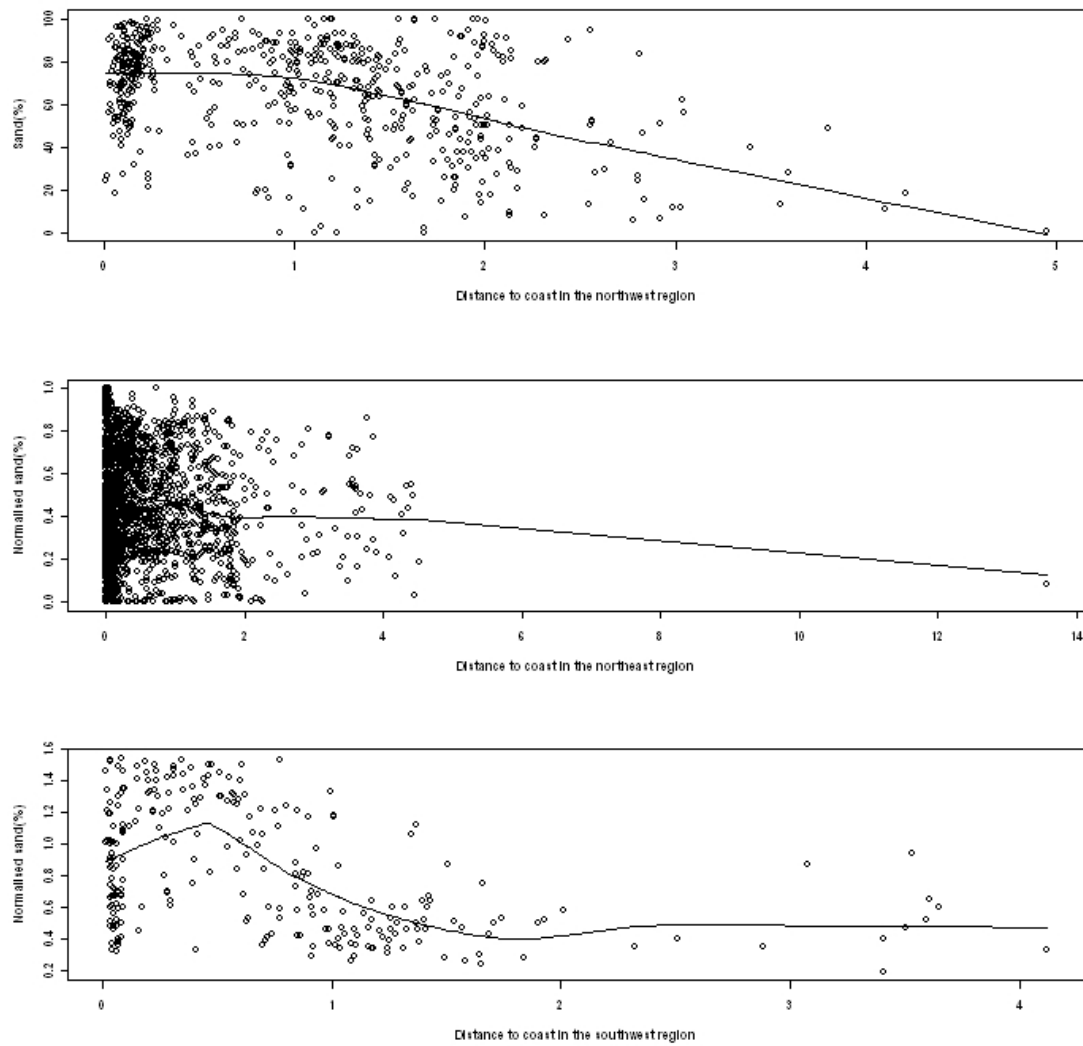 Sand(%)
100
80
60
40
20
0
0 1 2 3 4 5
Distance to coast in the northwest region
Normalised sand(%)
1.0
0.8
0.6
0.4
0.2
0.0
0 2 4 6 8 10 12 14
Distance to coast in the northeast region
Normalised sand(%)
1.6
1.4
1.2
1.0
0.8
0.6
0.4
0.2
0 1 2 3 4
Distance to coast in the southwest region